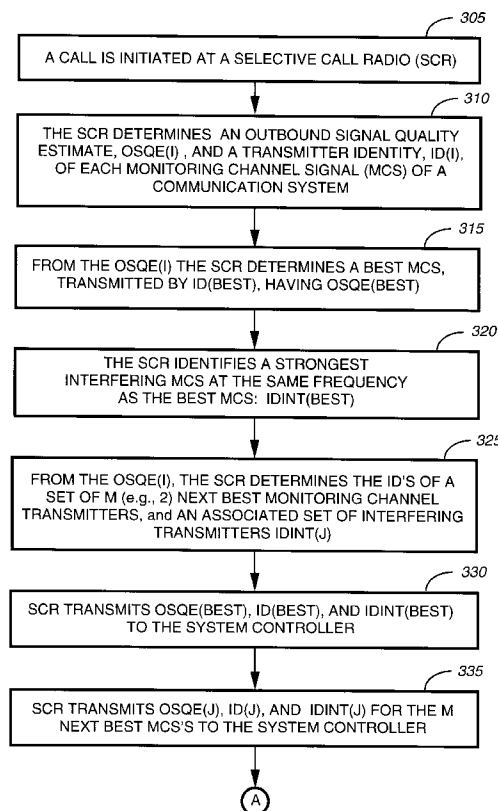 305
A CALL IS INITIATED AT A SELECTIVE CALL RADIO (SCR)
310
THE SCR DETERMINES AN OUTBOUND SIGNAL QUALITY
ESTIMATE, OSQE(I) , AND A TRANSMITTER IDENTITY, ID(I),
OF EACH MONITORING CHANNEL SIGNAL (MCS) OF A
COMMUNICATION SYSTEM
315
FROM THE OSQE(I) THE SCR DETERMINES A BEST MCS,
TRANSMITTED BY ID(BEST), HAVING OSQE(BEST)
320
THE SCR IDENTIFIES A STRONGEST
INTERFERING MCS AT THE SAME FREQUENCY
AS THE BEST MCS: IDINT(BEST)
325
FROM THE OSQE(I), THE SCR DETERMINES THE ID'S OF A
SET OF M (e.g., 2) NEXT BEST MONITORING CHANNEL
TRANSMITTERS, and AN ASSOCIATED SET OF INTERFERING
TRANSMITTERS IDINT(J)
330
SCR TRANSMITS OSQE(BEST), ID(BEST), AND IDINT(BEST)
TO THE SYSTEM CONTROLLER
335
SCR TRANSMITS OSQE(J), ID(J), AND IDINT(J) FOR THE M
NEXT BEST MCS'S TO THE SYSTEM CONTROLLER
A